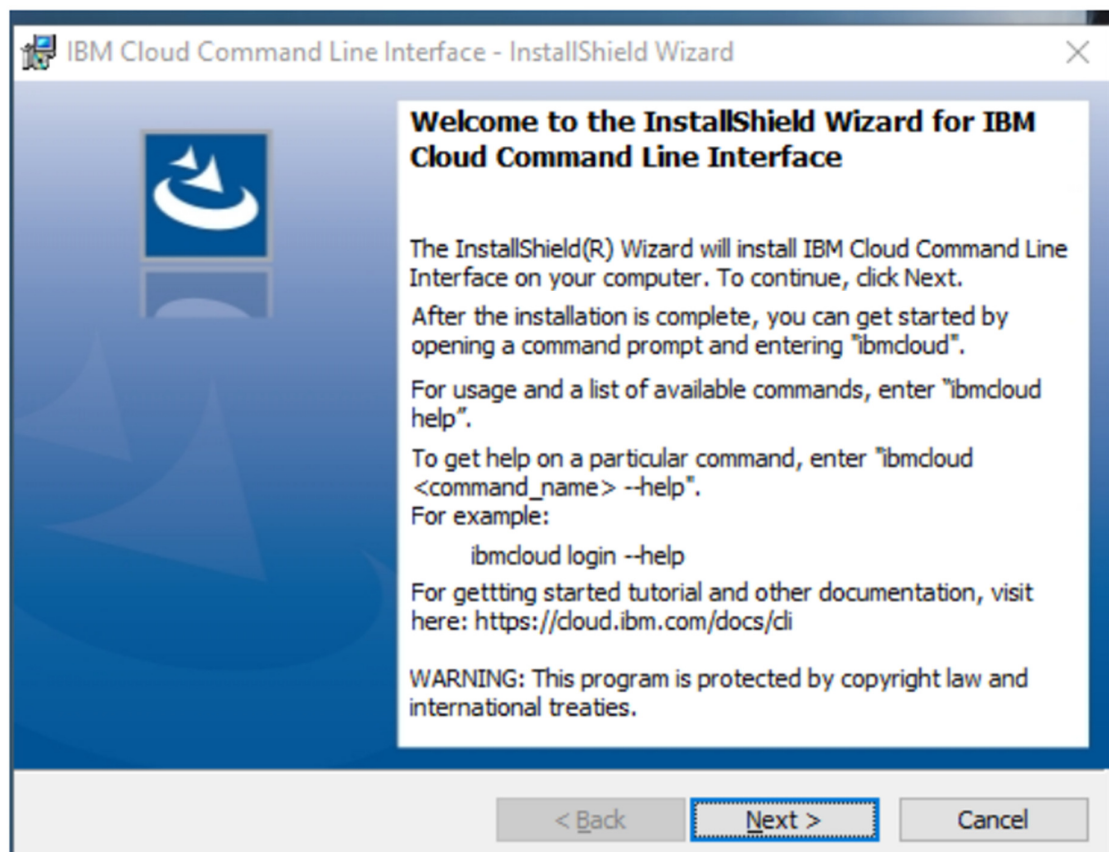 IBM Cloud Command Line Interface - InstallShield Wizard
Welcome to the InstallShield Wizard for IBM
Cloud Command Line Interface
The InstallShield(R) Wizard will install IBM Cloud Command Line
Interface on your computer. To continue, click Next.
After the installation is complete, you can get started by
opening a command prompt and entering "ibmcloud".
For usage and a list of available commands, enter “ibmcloud
help”.
To get help on a particular command, enter "ibmcloud
<command_name> --help".
For example:
ibmcloud login --help
For gettting started tutorial and other documentation, visit
here: https://cloud.ibm.com/docs/cli
WARNING: This program is protected by copyright law and
international treaties.
< Back
Next >
Cancel